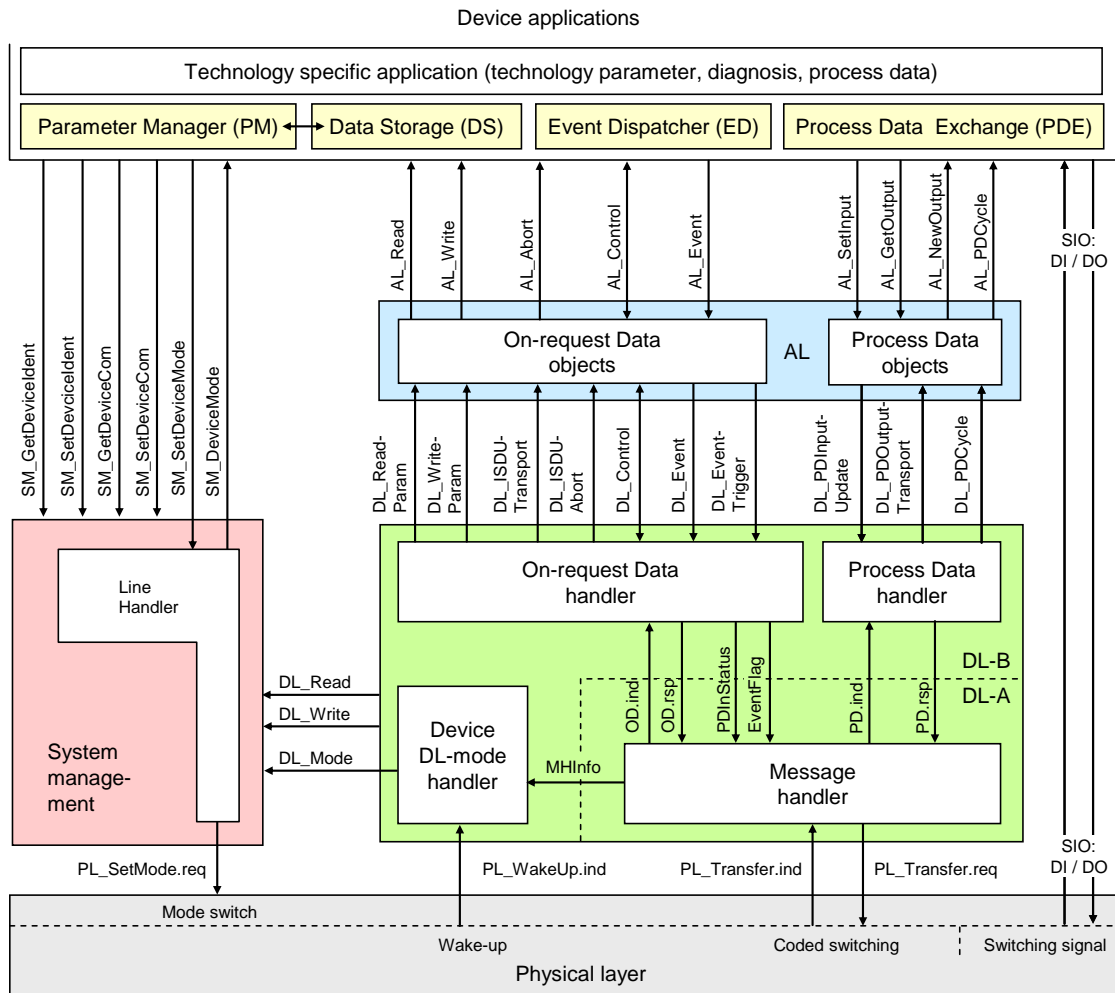 Device applications
Technology specific application (technology parameter, diagnosis, process data)
Parameter Manager (PM)
Data Storage (DS)
Event Dispatcher (ED)
Process Data Exchange (PDE)
SM_GetDeviceIdent
SM_SetDevciceIdent
SM_GetDeviceCom
SM_SetDeviceCom
SM_SetDeviceMode
SM_DeviceMode
AL_Read
AL_Write
AL_Abort
AL_Control
AL_Event
AL_SetInput
AL_GetOutput
AL_NewOutput
AL_PDCycle
SIO:
DI / DO
On-request Data
objects
AL
Process Data
objects
DL_Read-
Param
DL_Write-
Param
DL_ISDU-
Transport
DL_ISDU-
Abort
DL_Control
DL_Event
DL_Event-
Trigger
DL_PDInput-
Update
DL_PDOutput-
Transport
DL_PDCycle
Line
Handler
On-request Data
handler
Process Data
handler
DL-B
DL-A
OD.ind
OD.rsp
PDInStatus
EventFlag
PD.ind
PD.rsp
DL_Read
DL_Write
DL_Mode
System
manage-
ment
Device
DL-mode
handler
MHInfo
Message
handler
PL_SetMode.req
PL_WakeUp.ind
PL_Transfer.ind
PL_Transfer.req
SIO:
DI / DO
Mode switch
Wake-up
Coded switching
Switching signal
Physical layer